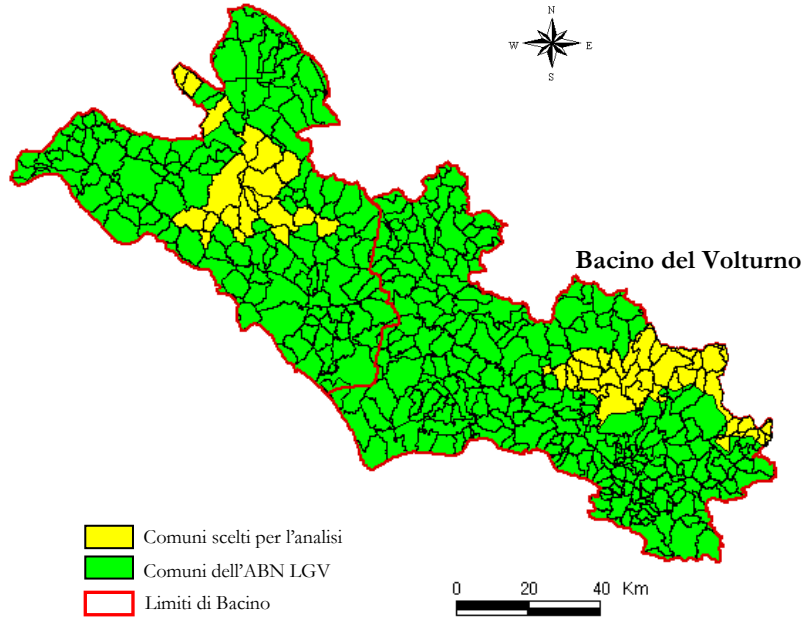 N
W E
S
Bacino del Volturno
Comuni scelti per l'analisi
Comuni dell'ABN LGV
Limiti di Bacino
0 20 40 Km